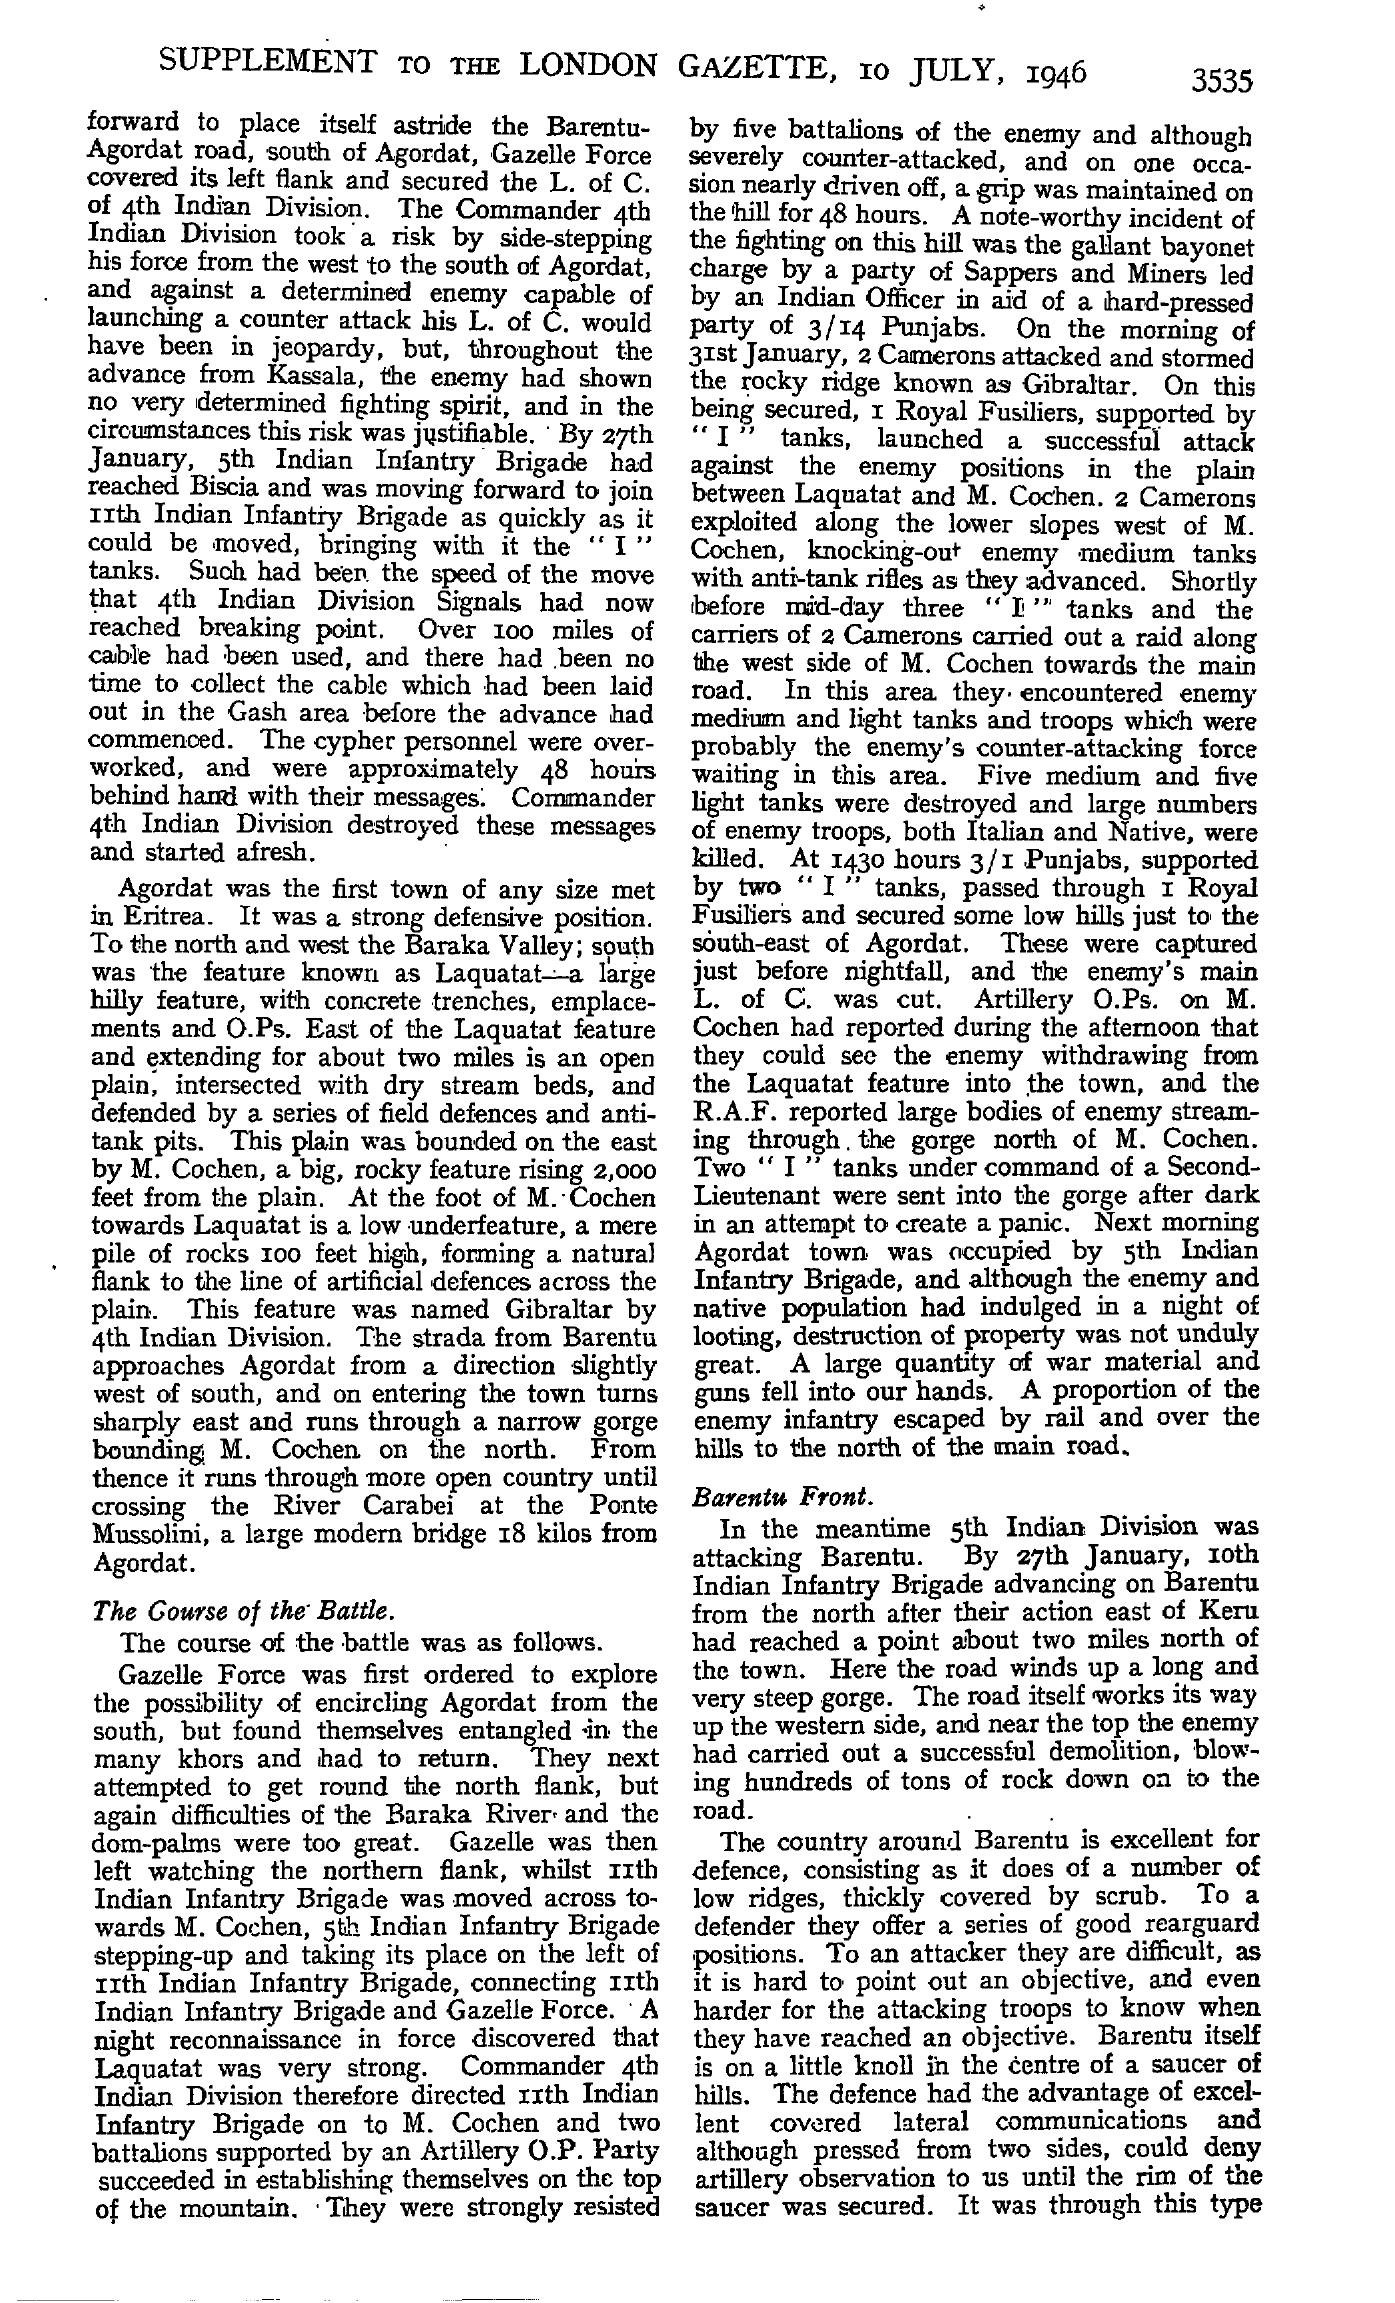 SUPPLEMENT TO THE LONDON GAZETTE, 10 JULY, 1946 3535
forward to place itself astride the Barentu-
Agordat road, south of Agordat, Gazelle Force
covered its left flank and secured the L. of C.
of 4th Indian Division. The Commander 4th
Indian Division took a risk by side-stepping
his force from the west to the south of Agordat,
and against a determined enemy capable of
launching a counter attack his L. of C. would
have been in jeopardy, but, throughout the
advance from Kassala, the enemy had shown
no very determined fighting spirit, and in the
circumstances this risk was justifiable. By 27th
January, 5th Indian Infantry Brigade had
reached Biscia and was moving forward to join
11th Indian Infantry Brigade as quickly as it
could be moved, bringing with it the " I "
tanks. Such had been the speed of the move
that 4th Indian Division Signals had now
reached breaking point. Over 100 miles of
cable had been used, and there had been no
time to collect the cable which had been laid
out in the Gash area before the advance had
commenced. The cypher personnel were over-
worked, and were approximately 48 hours
behind hand with their messages. Commander
4th Indian Division destroyed these messages
and started afresh.
Agordat was the first town of any size met
in Eritrea. It was a strong defensive position.
To the north and west the Baraka Valley; south
was the feature known as Laquatat—a large
hilly feature, with concrete trenches, emplace-
ments and O.Ps. East of the Laquatat feature
and extending for about two miles is an open
plain, intersected with dry stream beds, and
defended by a series of field defences and anti-
tank pits. This plain was bounded on the east
by M. Cochen, a big, rocky feature rising 2,000
feet from the plain. At the foot of M. Cochen
towards Laquatat is a low underfeature, a mere
pile of rocks 100 feet high, forming a natural
flank to the line of artificial defences across the
plain. This feature was named Gibraltar by
4th Indian Division. The strada from Barentu
approaches Agordat from a direction slightly
west of south, and on entering the town turns
sharply east and runs through a narrow gorge
bounding M. Cochen on the north. From
thence it runs through more open country until
crossing the River Carabei at the Ponte
Mussolini, a large modern bridge 18 kilos from
Agordat.
The Course of the Battle.
The course of the battle was as follows.
Gazelle Force was first ordered to explore
the possibility of encircling Agordat from the
south, but found themselves entangled in the
many khors and had to return. They next
attempted to get round the north flank, but
again difficulties of the Baraka River and the
dom-palms were too great. Gazelle was then
left watching the northern flank, whilst 11th
Indian Infantry Brigade was moved across to-
wards M. Cochen, 5th Indian Infantry Brigade
stepping-up and taking its place on the left of
11th Indian Infantry Brigade, connecting 11th
Indian Infantry Brigade and Gazelle Force. A
night reconnaissance in force discovered that
Laquatat was very strong. Commander 4th
Indian Division therefore directed 11th Indian
Infantry Brigade on to M. Cochen and two
battalions supported by an Artillery O.P. Party
succeeded in establishing themselves on the top
of the mountain. They were strongly resisted
by five battalions of the enemy and although
severely counter-attacked, and on one occa-
sion nearly driven off, a grip was maintained on
the hill for 48 hours. A note-worthy incident of
the fighting on this hill was the gallant bayonet
charge by a party of Sappers and Miners led
by an Indian Officer in aid of a hard-pressed
party of 3/14 Punjabs. On the morning of
31st January, 2 Camerons attacked and stormed
the rocky ridge known as Gibraltar. On this
being secured, 1 Royal Fusiliers, supported by
" I " tanks, launched a successful attack
against the enemy positions in the plain
between Laquatat and M. Cochen. 2 Camerons
exploited along the lower slopes west of M.
Cochen, knocking-out enemy medium tanks
with anti-tank rifles as they advanced. Shortly
before mid-day three " I " tanks and the
carriers of 2 Camerons carried out a raid along
the west side of M. Cochen towards the main
road. In this area they encountered enemy
medium and light tanks and troops which were
probably the enemy's counter-attacking force
waiting in this area. Five medium and five
light tanks were destroyed and large numbers
of enemy troops, both Italian and Native, were
killed. At 1430 hours 3/1 Punjabs, supported
by two " I " tanks, passed through 1 Royal
Fusiliers and secured some low hills just to the
south-east of Agordat. These were captured
just before nightfall, and the enemy's main
L. of C. was cut. Artillery O.Ps. on M.
Cochen had reported during the afternoon that
they could see the enemy withdrawing from
the Laquatat feature into the town, and the
R.A.F. reported large bodies of enemy stream-
ing through the gorge north of M. Cochen.
Two " I " tanks under command of a Second-
Lieutenant were sent into the gorge after dark
in an attempt to create a panic. Next morning
Agordat town was occupied by 5th Indian
Infantry Brigade, and although the enemy and
native population had indulged in a night of
looting, destruction of property was not unduly
great. A large quantity of war material and
guns fell into our hands. A proportion of the
enemy infantry escaped by rail and over the
hills to the north of the main road.
Barentu Front.
In the meantime 5th Indian Division was
attacking Barentu. By 27th January, 10th
Indian Infantry Brigade advancing on Barentu
from the north after their action east of Keru
had reached a point about two miles north of
the town. Here the road winds up a long and
very steep gorge. The road itself works its way
up the western side, and near the top the enemy
had carried out a successful demolition, blow-
ing hundreds of tons of rock down on to the
road.
The country around Barentu is excellent for
defence, consisting as it does of a number of
low ridges, thickly covered by scrub. To a
defender they offer a series of good rearguard
positions. To an attacker they are difficult, as
it is hard to point out an objective, and even
harder for the attacking troops to know when
they have reached an objective. Barentu itself
is on a little knoll in the centre of a saucer of
hills. The defence had the advantage of excel-
lent covered lateral communications and
although pressed from two sides, could deny
artillery observation to us until the rim of the
saucer was secured. It was through this type